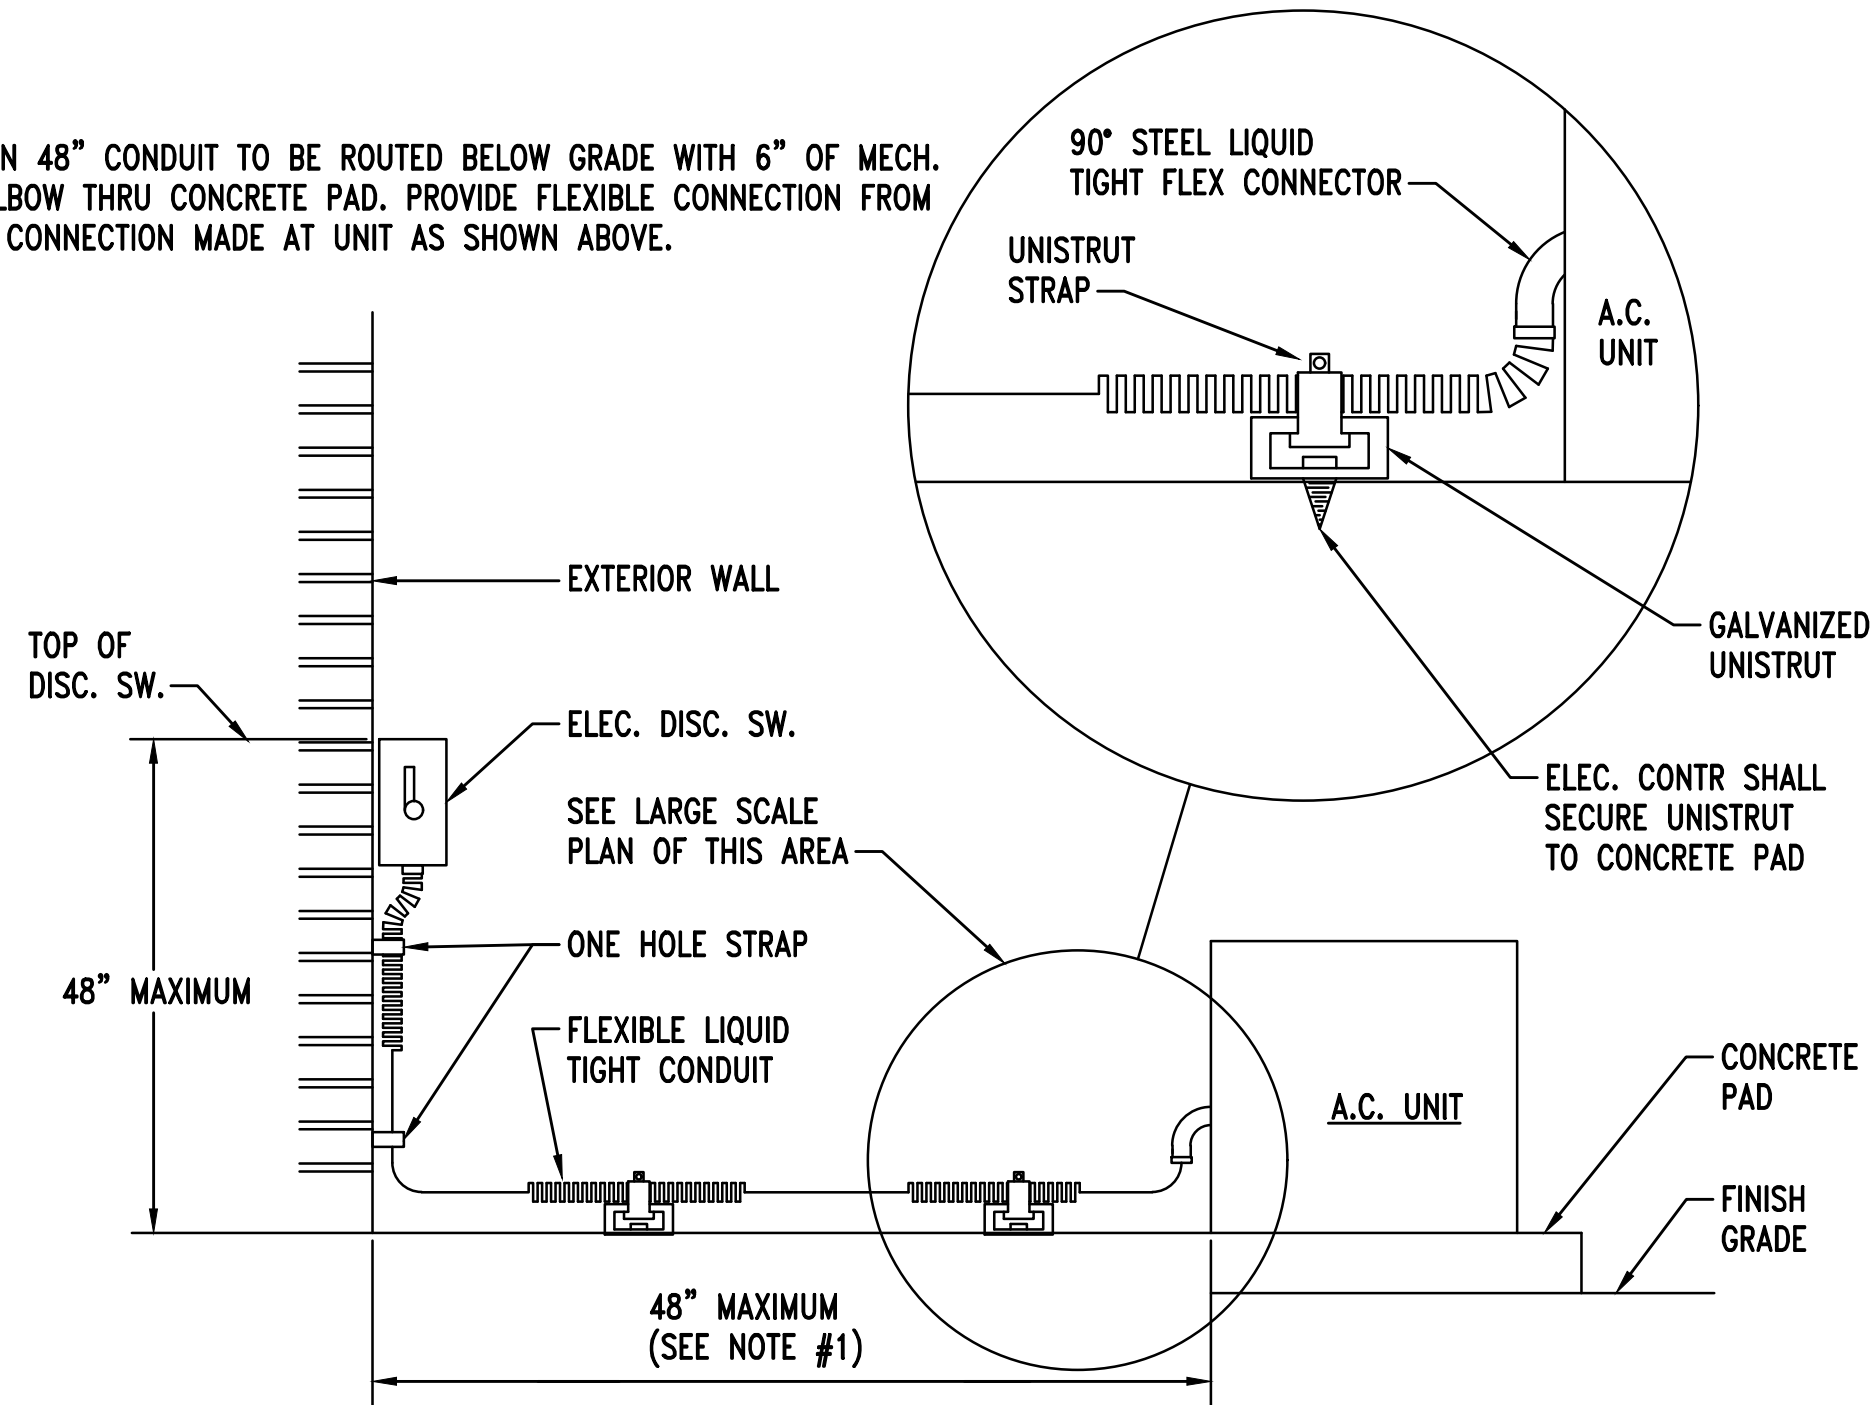 N 48” CONDUIT TO BE ROUTED BELOW GRADE WITH 6” OF MECH.
LBOW THRU CONCRETE PAD. PROVIDE FLEXIBLE CONNECTION FROM
CONNECTION MADE AT UNIT AS SHOWN ABOVE.
90° STEEL LIQUID
TIGHT FLEX CONNECTOR
UNISTRUT
STRAP
A.C.
UNIT
EXTERIOR WALL
GALVANIZED
UNISTRUT
TOP OF
DISC. SW.
ELEC. DISC. SW.
ELEC. CONTR SHALL
SECURE UNISTRUT
TO CONCRETE PAD
SEE LARGE SCALE
PLAN OF THIS AREA
ONE HOLE STRAP
48” MAXIMUM
FLEXIBLE LIQUID
TIGHT CONDUIT
A.C. UNIT
CONCRETE
PAD
FINISH
GRADE
48” MAXIMUM
(SEE NOTE #1)